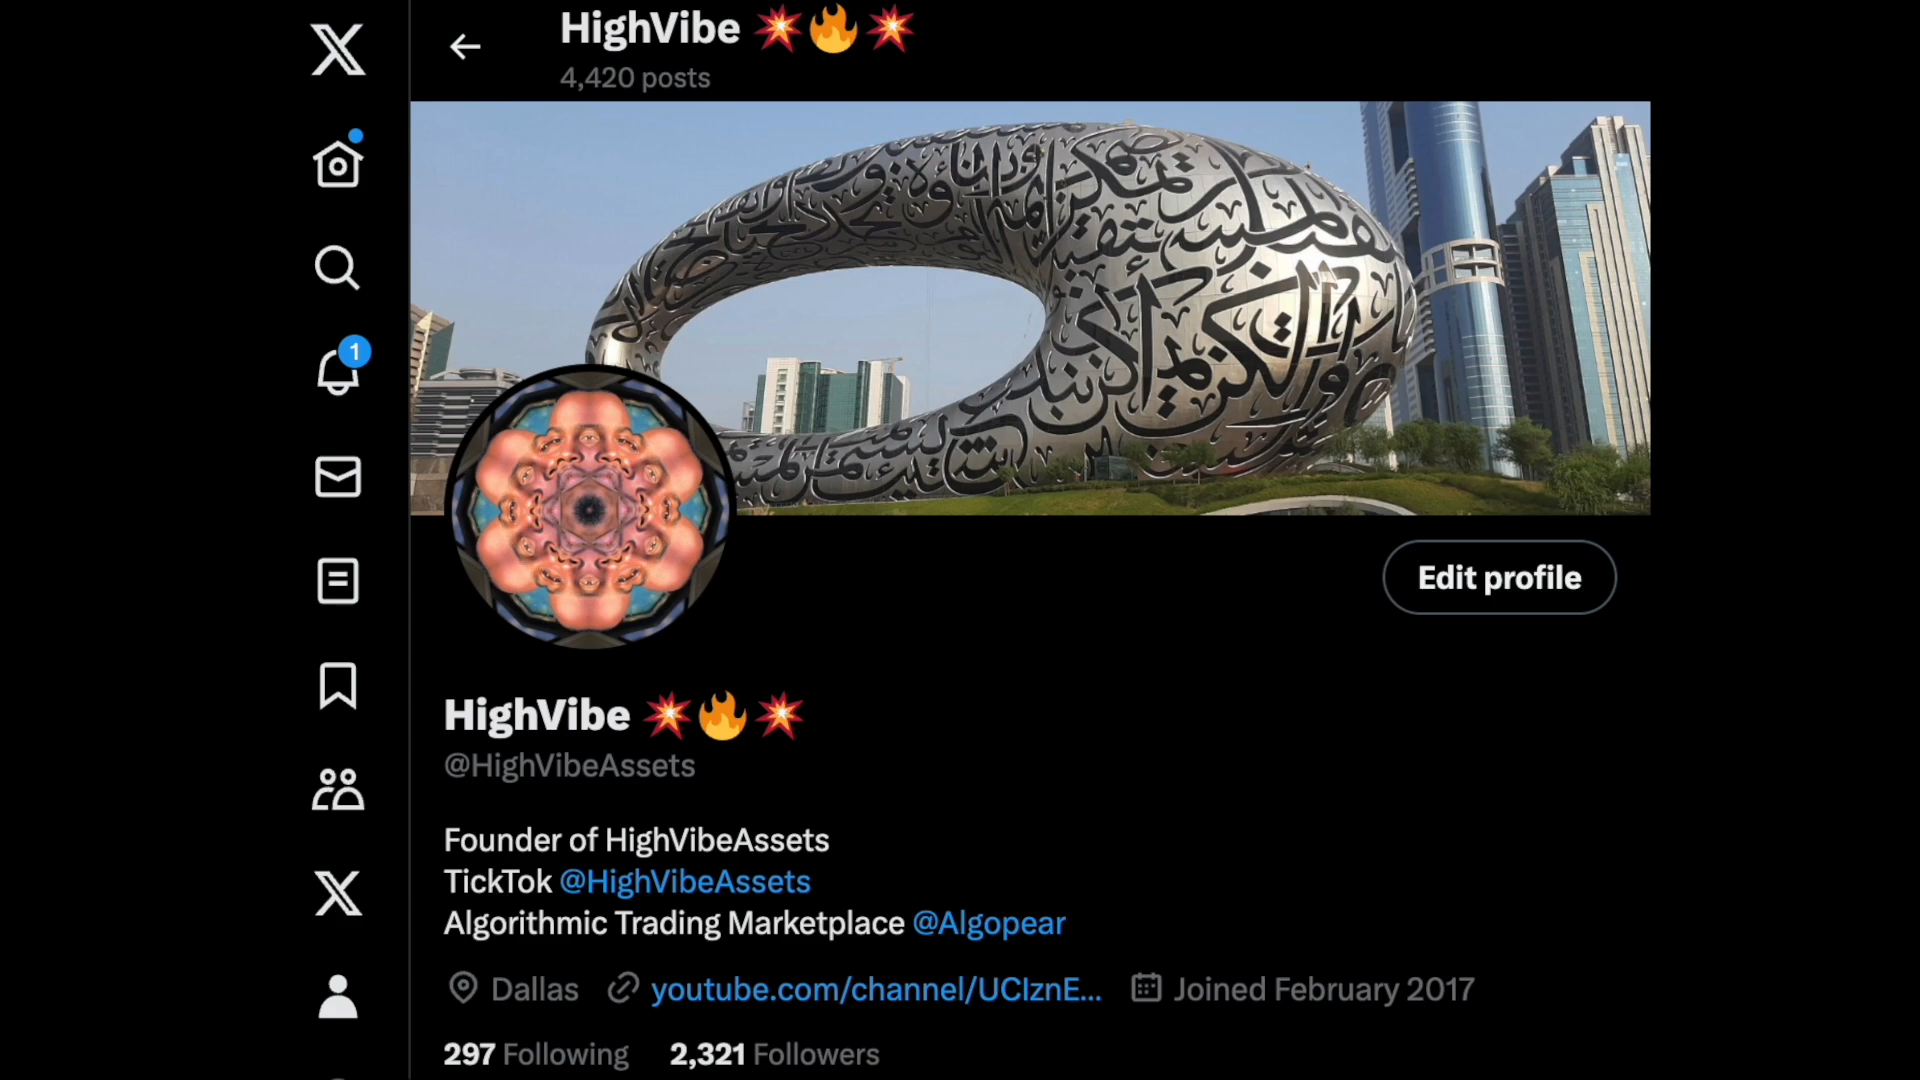 HighVibe 💥🔥💥
4,420 posts
1
Edit profile
HighVibe 💥🔥💥
@HighVibeAssets
Founder of HighVibeAssets
TickTok @HighVibeAssets
Algorithmic Trading Marketplace @Algopear
Dallas youtube.com/channel/UCIznE... Joined February 2017
297 Following 2,321 Followers